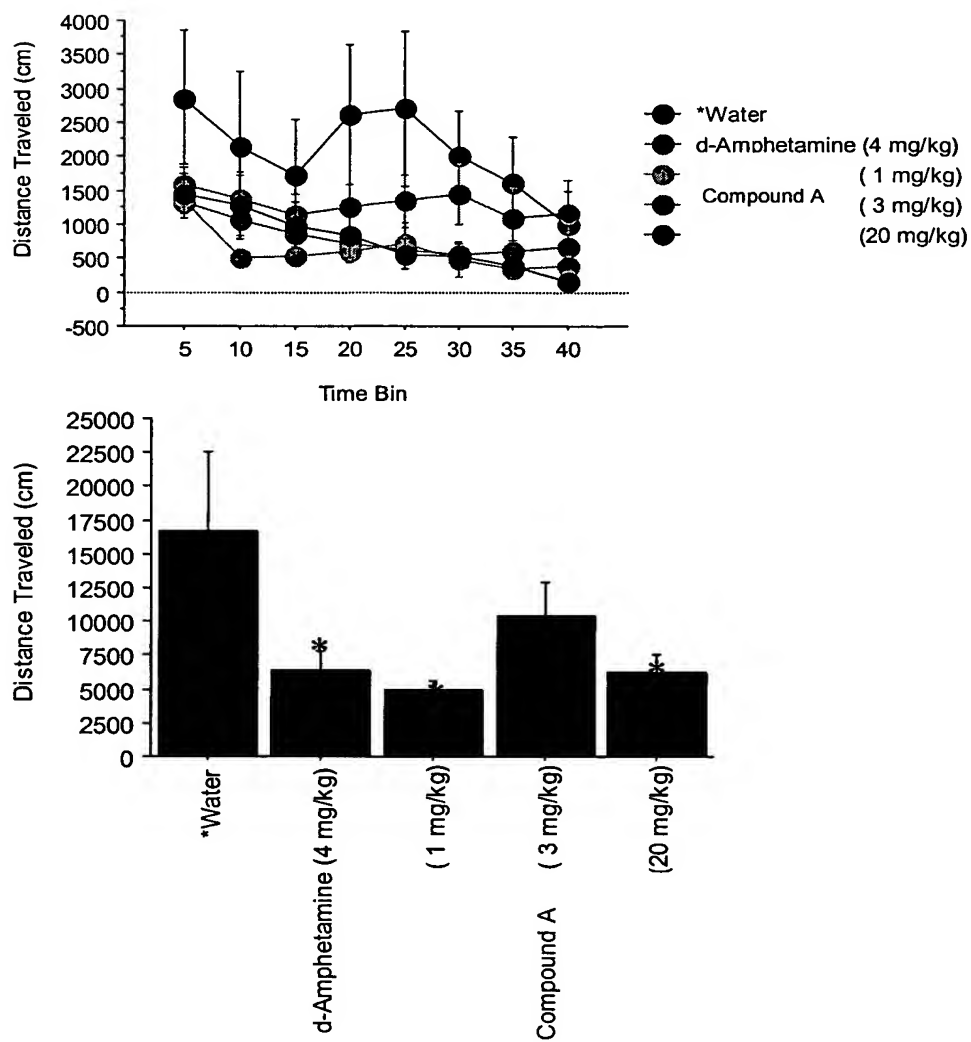 Distance Traveled (cm)
4000
3500
3000
2500
2000
1500
1000
500
0
-500
5 10 15 20 25 30 35 40
Time Bin
*Water
d-Amphetamine (4 mg/kg)
( 1 mg/kg)
Compound A ( 3 mg/kg)
(20 mg/kg)
Distance Traveled (cm)
25000
22500
20000
17500
15000
12500
10000
7500
5000
2500
0
*
*
*
*Water
d-Amphetamine (4 mg/kg)
( 1 mg/kg)
Compound A ( 3 mg/kg)
(20 mg/kg)